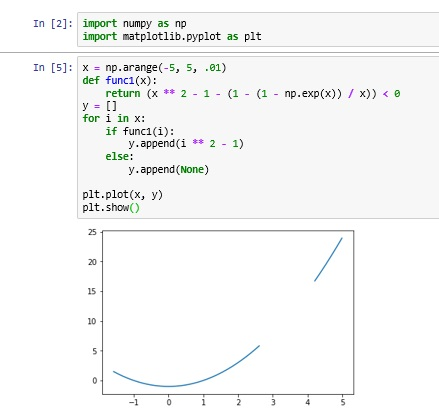 In [2]: import numpy as np
import matplotlib.pyplot as plt
In [5]: x = np.arange(-5, 5, .01)
def func1(x):
    return (x ** 2 - 1 - (1 - (1 - np.exp(x)) / x)) < 0
y = []
for i in x:
    if func1(i):
        y.append(i ** 2 - 1)
    else:
        y.append(None)
plt.plot(x, y)
plt.show()
25
20
15
10
5
0
−1 0 1 2 3 4 5